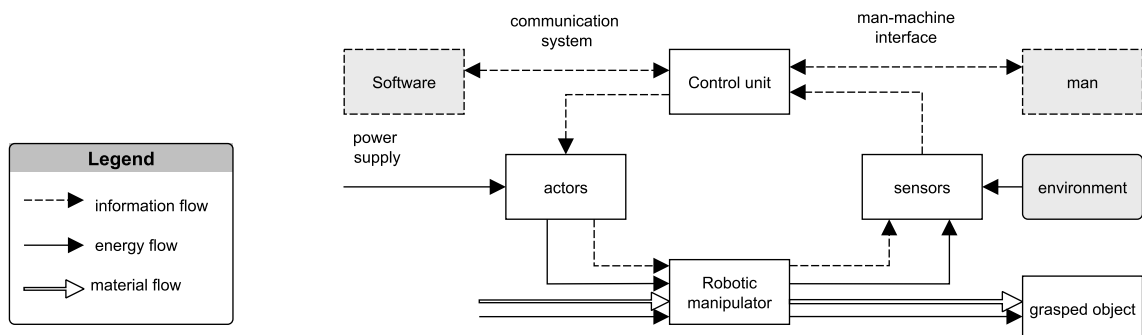 communication
system
man-machine
interface
Software
Control unit
man
power
supply
Legend
information flow
energy flow
material flow
actors
sensors
environment
Robotic
manipulator
grasped object